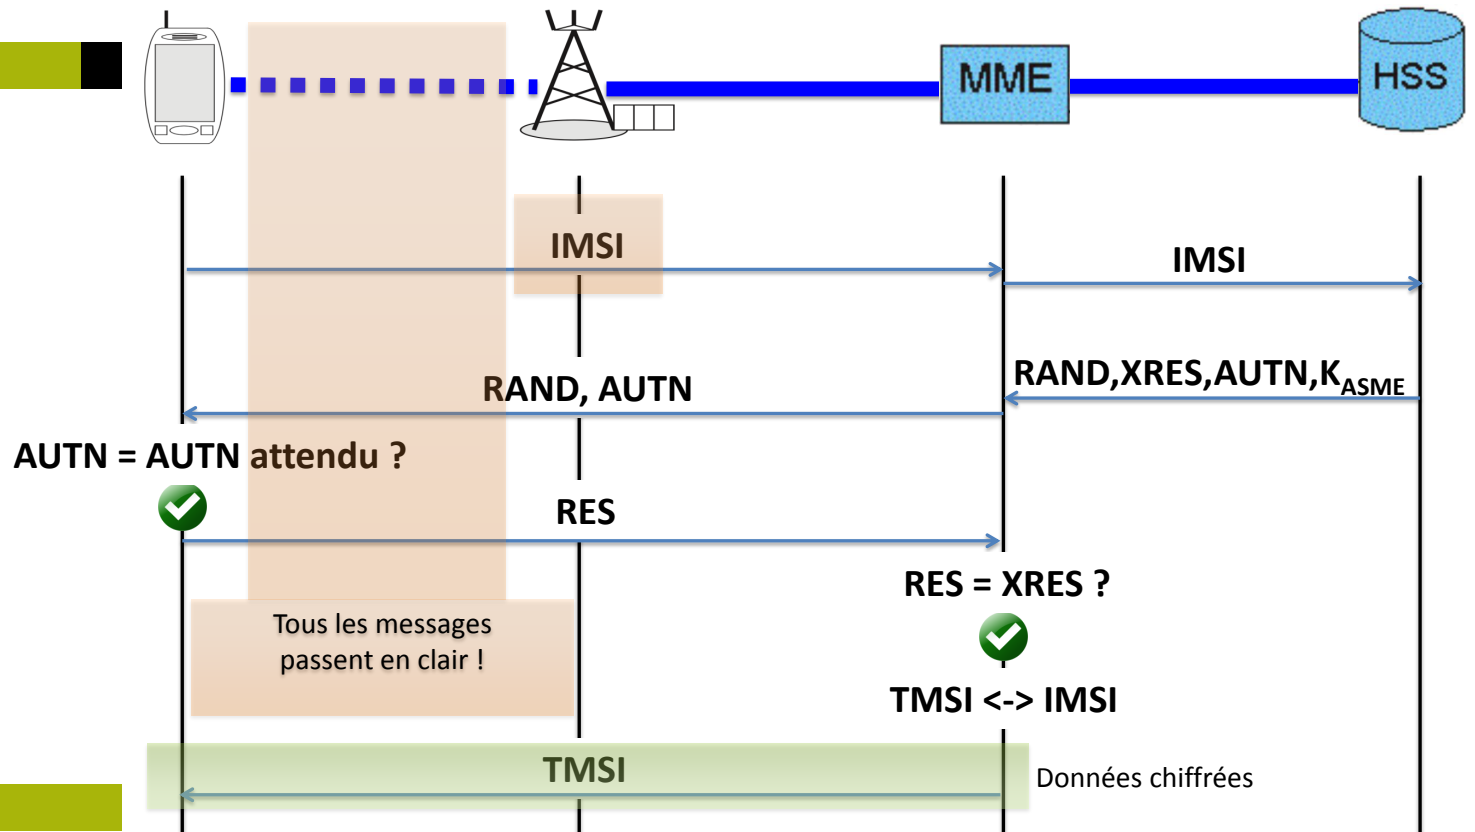 MME
HSS
IMSI
IMSI
RAND, AUTN
RAND,XRES,AUTN,KASME
AUTN = AUTN attendu ?
RES
RES = XRES ?
Tous les messages
passent en clair !
TMSI <-> IMSI
TMSI
Données chiffrées